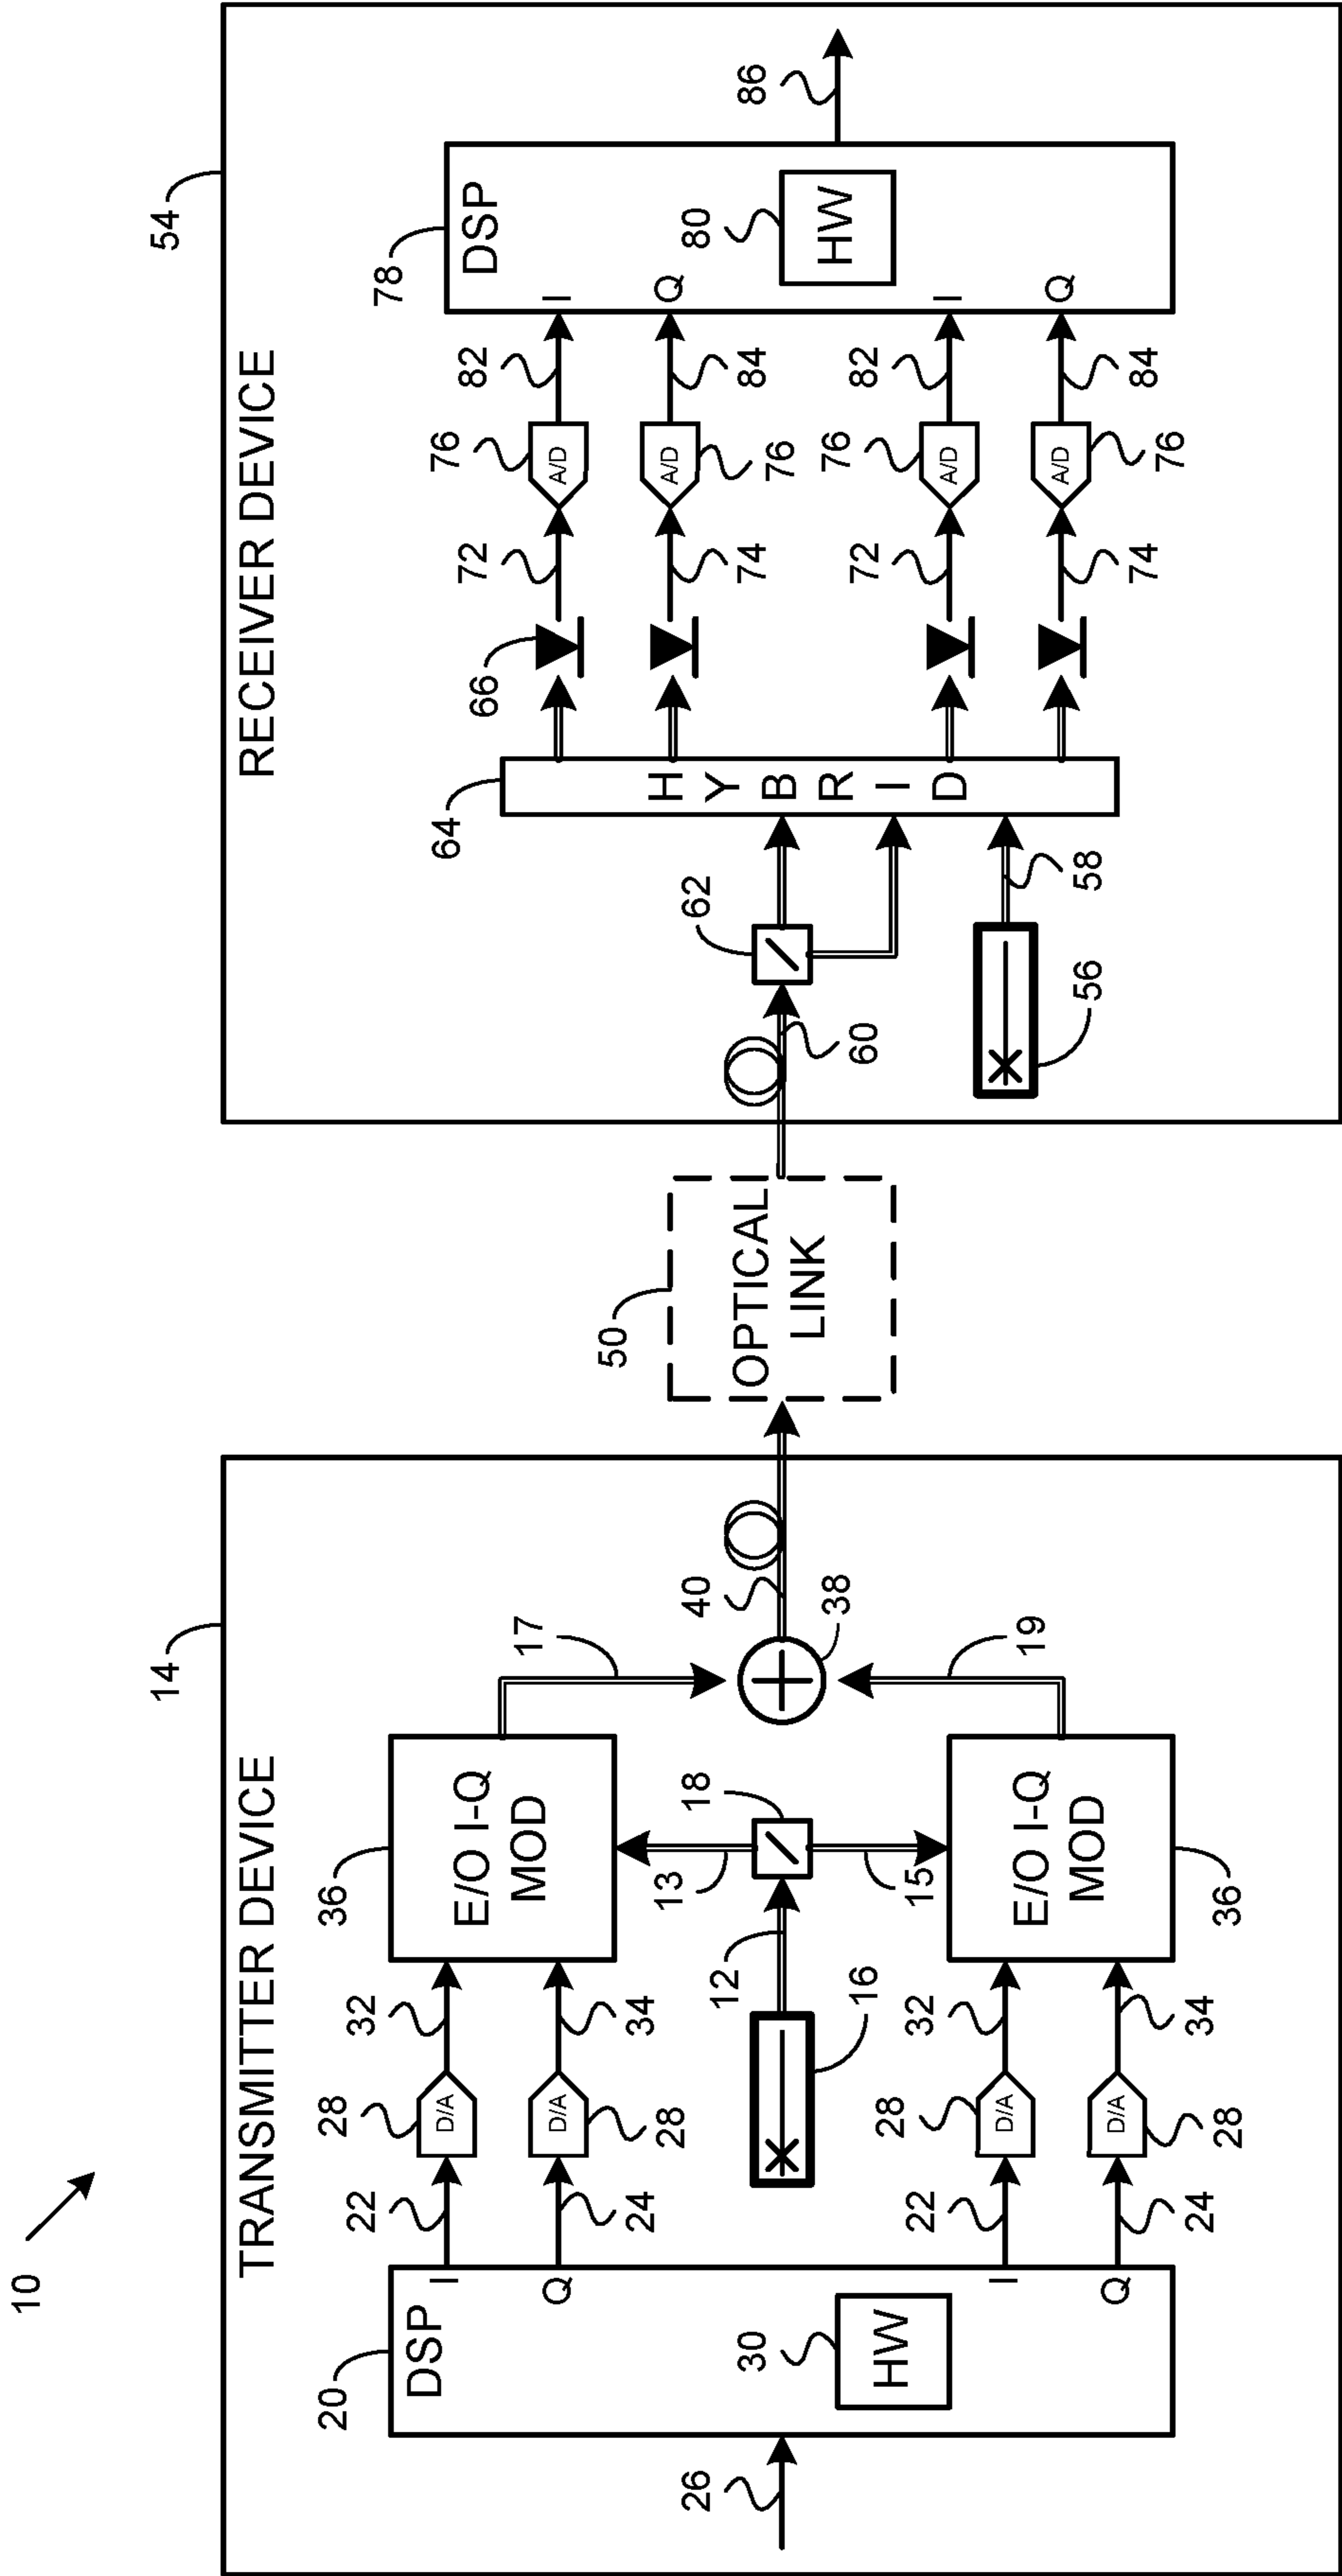 10
14
TRANSMITTER DEVICE
20
DSP
26
30
HW
I
Q
I
Q
22
24
22
24
28
D/A
D/A
28
28
D/A
D/A
28
32
34
32
34
36
E/O I-Q
MOD
E/O I-Q
MOD
36
12
16
13
15
18
17
19
38
40
50
OPTICAL
LINK
54
RECEIVER DEVICE
60
62
56
58
64
H
Y
B
R
I
D
66
72
74
72
74
76
A/D
A/D
76
76
A/D
A/D
76
82
84
82
84
78
DSP
I
Q
I
Q
80
HW
86